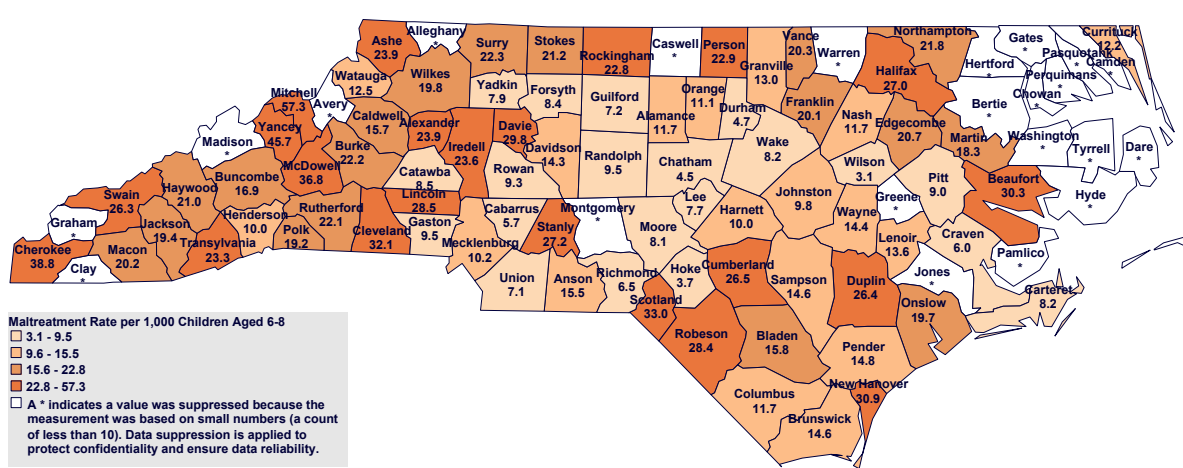 Ashe
23.9
Alleghany
*
Surry
22.3
Stokes
21.2
Rockingham
22.8
Caswell
*
Person
22.9
Granville
13.0
Vance
20.3
Warren
*
Northampton
21.8
Halifax
27.0
Hertford
*
Gates
*
Pasquotank
*
Currituck
12.2
Camden
*
Perquimans
*
Chowan
*
Bertie
*
Watauga
12.5
Wilkes
19.8
Yadkin
7.9
Forsyth
8.4
Guilford
7.2
Alamance
11.7
Orange
11.1
Durham
4.7
Franklin
20.1
Nash
11.7
Edgecombe
20.7
Martin
18.3
Washington
*
Tyrrell
*
Dare
*
Mitchell
57.3
Avery
*
Yancey
45.7
Caldwell
15.7
Alexander
23.9
Iredell
23.6
Davie
29.8
Davidson
14.3
Randolph
9.5
Chatham
4.5
Wake
8.2
Wilson
3.1
Pitt
9.0
Beaufort
30.3
Hyde
*
Madison
*
Buncombe
16.9
McDowell
36.8
Burke
22.2
Catawba
8.5
Rowan
9.3
Lincoln
28.5
Lee
7.7
Harnett
10.0
Johnston
9.8
Wayne
14.4
Greene
*
Lenoir
13.6
Craven
6.0
Pamlico
*
Swain
26.3
Haywood
21.0
Graham
*
Jackson
19.4
Henderson
10.0
Polk
19.2
Rutherford
22.1
Cleveland
32.1
Gaston
9.5
Mecklenburg
10.2
Cabarrus
5.7
Stanly
27.2
Montgomery
*
Moore
8.1
Cherokee
38.8
Clay
*
Macon
20.2
Transylvania
23.3
Union
7.1
Anson
15.5
Richmond
6.5
Scotland
33.0
Hoke
3.7
Cumberland
26.5
Sampson
14.6
Duplin
26.4
Jones
*
Onslow
19.7
Carteret
8.2
Robeson
28.4
Bladen
15.8
Pender
14.8
Columbus
11.7
New Hanover
30.9
Brunswick
14.6
Maltreatment Rate per 1,000 Children Aged 6-8
3.1 - 9.5
9.6 - 15.5
15.6 - 22.8
22.8 - 57.3
A * indicates a value was suppressed because the
measurement was based on small numbers (a count
of less than 10). Data suppression is applied to
protect confidentiality and ensure data reliability.